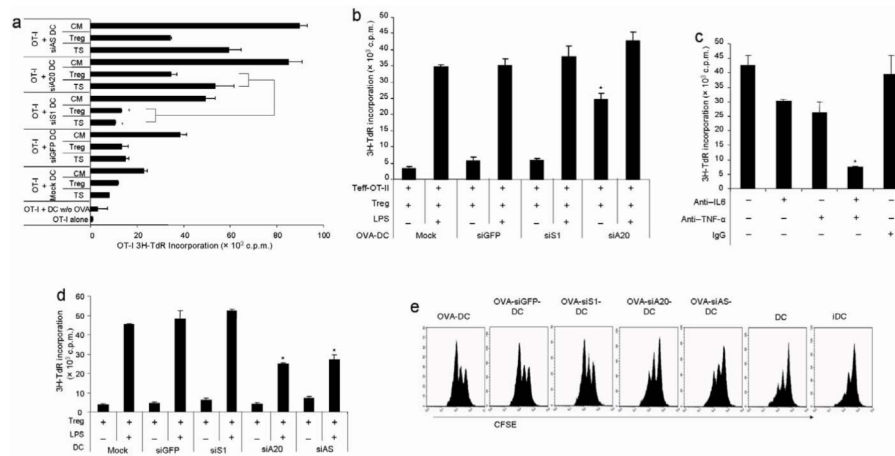 a
OT-I + siAS DC
CM
Treg
TS
OT-I + siA20 DC
CM
Treg
TS
OT-I + siS1 DC
CM
Treg
TS
OT-I + siGFP DC
CM
Treg
TS
OT-I + Mock DC
CM
Treg
TS
OT-I + DC w/o OVA
OT-I alone
0 20 40 60 80 100
OT-I 3H-TdR Incorporation (× 10³ c.p.m.)
b
3H-TdR incorporation (× 10³ c.p.m.)
50
45
40
35
30
25
20
15
10
5
0
*
Teff-OT-II + + + + + + + +
Treg + + + + + + + +
LPS – + – + – + – +
OVA-DC Mock siGFP siS1 siA20
c
3H-TdR incorporation (× 10³ c.p.m.)
50
45
40
35
30
25
20
15
10
5
0
*
Anti–IL6 – + – + –
Anti–TNF-α – – + + –
IgG – – – – +
d
3H-TdR incorporation × 10³ c.p.m.)
60
50
40
30
20
10
0
* *
Treg + + + + + + + + + +
LPS – + – + – + – + – +
DC Mock siGFP siS1 siA20 siAS
e
OVA-DC
OVA-siGFP-DC
OVA-siS1-DC
OVA-siA20-DC
OVA-siAS-DC
DC
iDC
CFSE